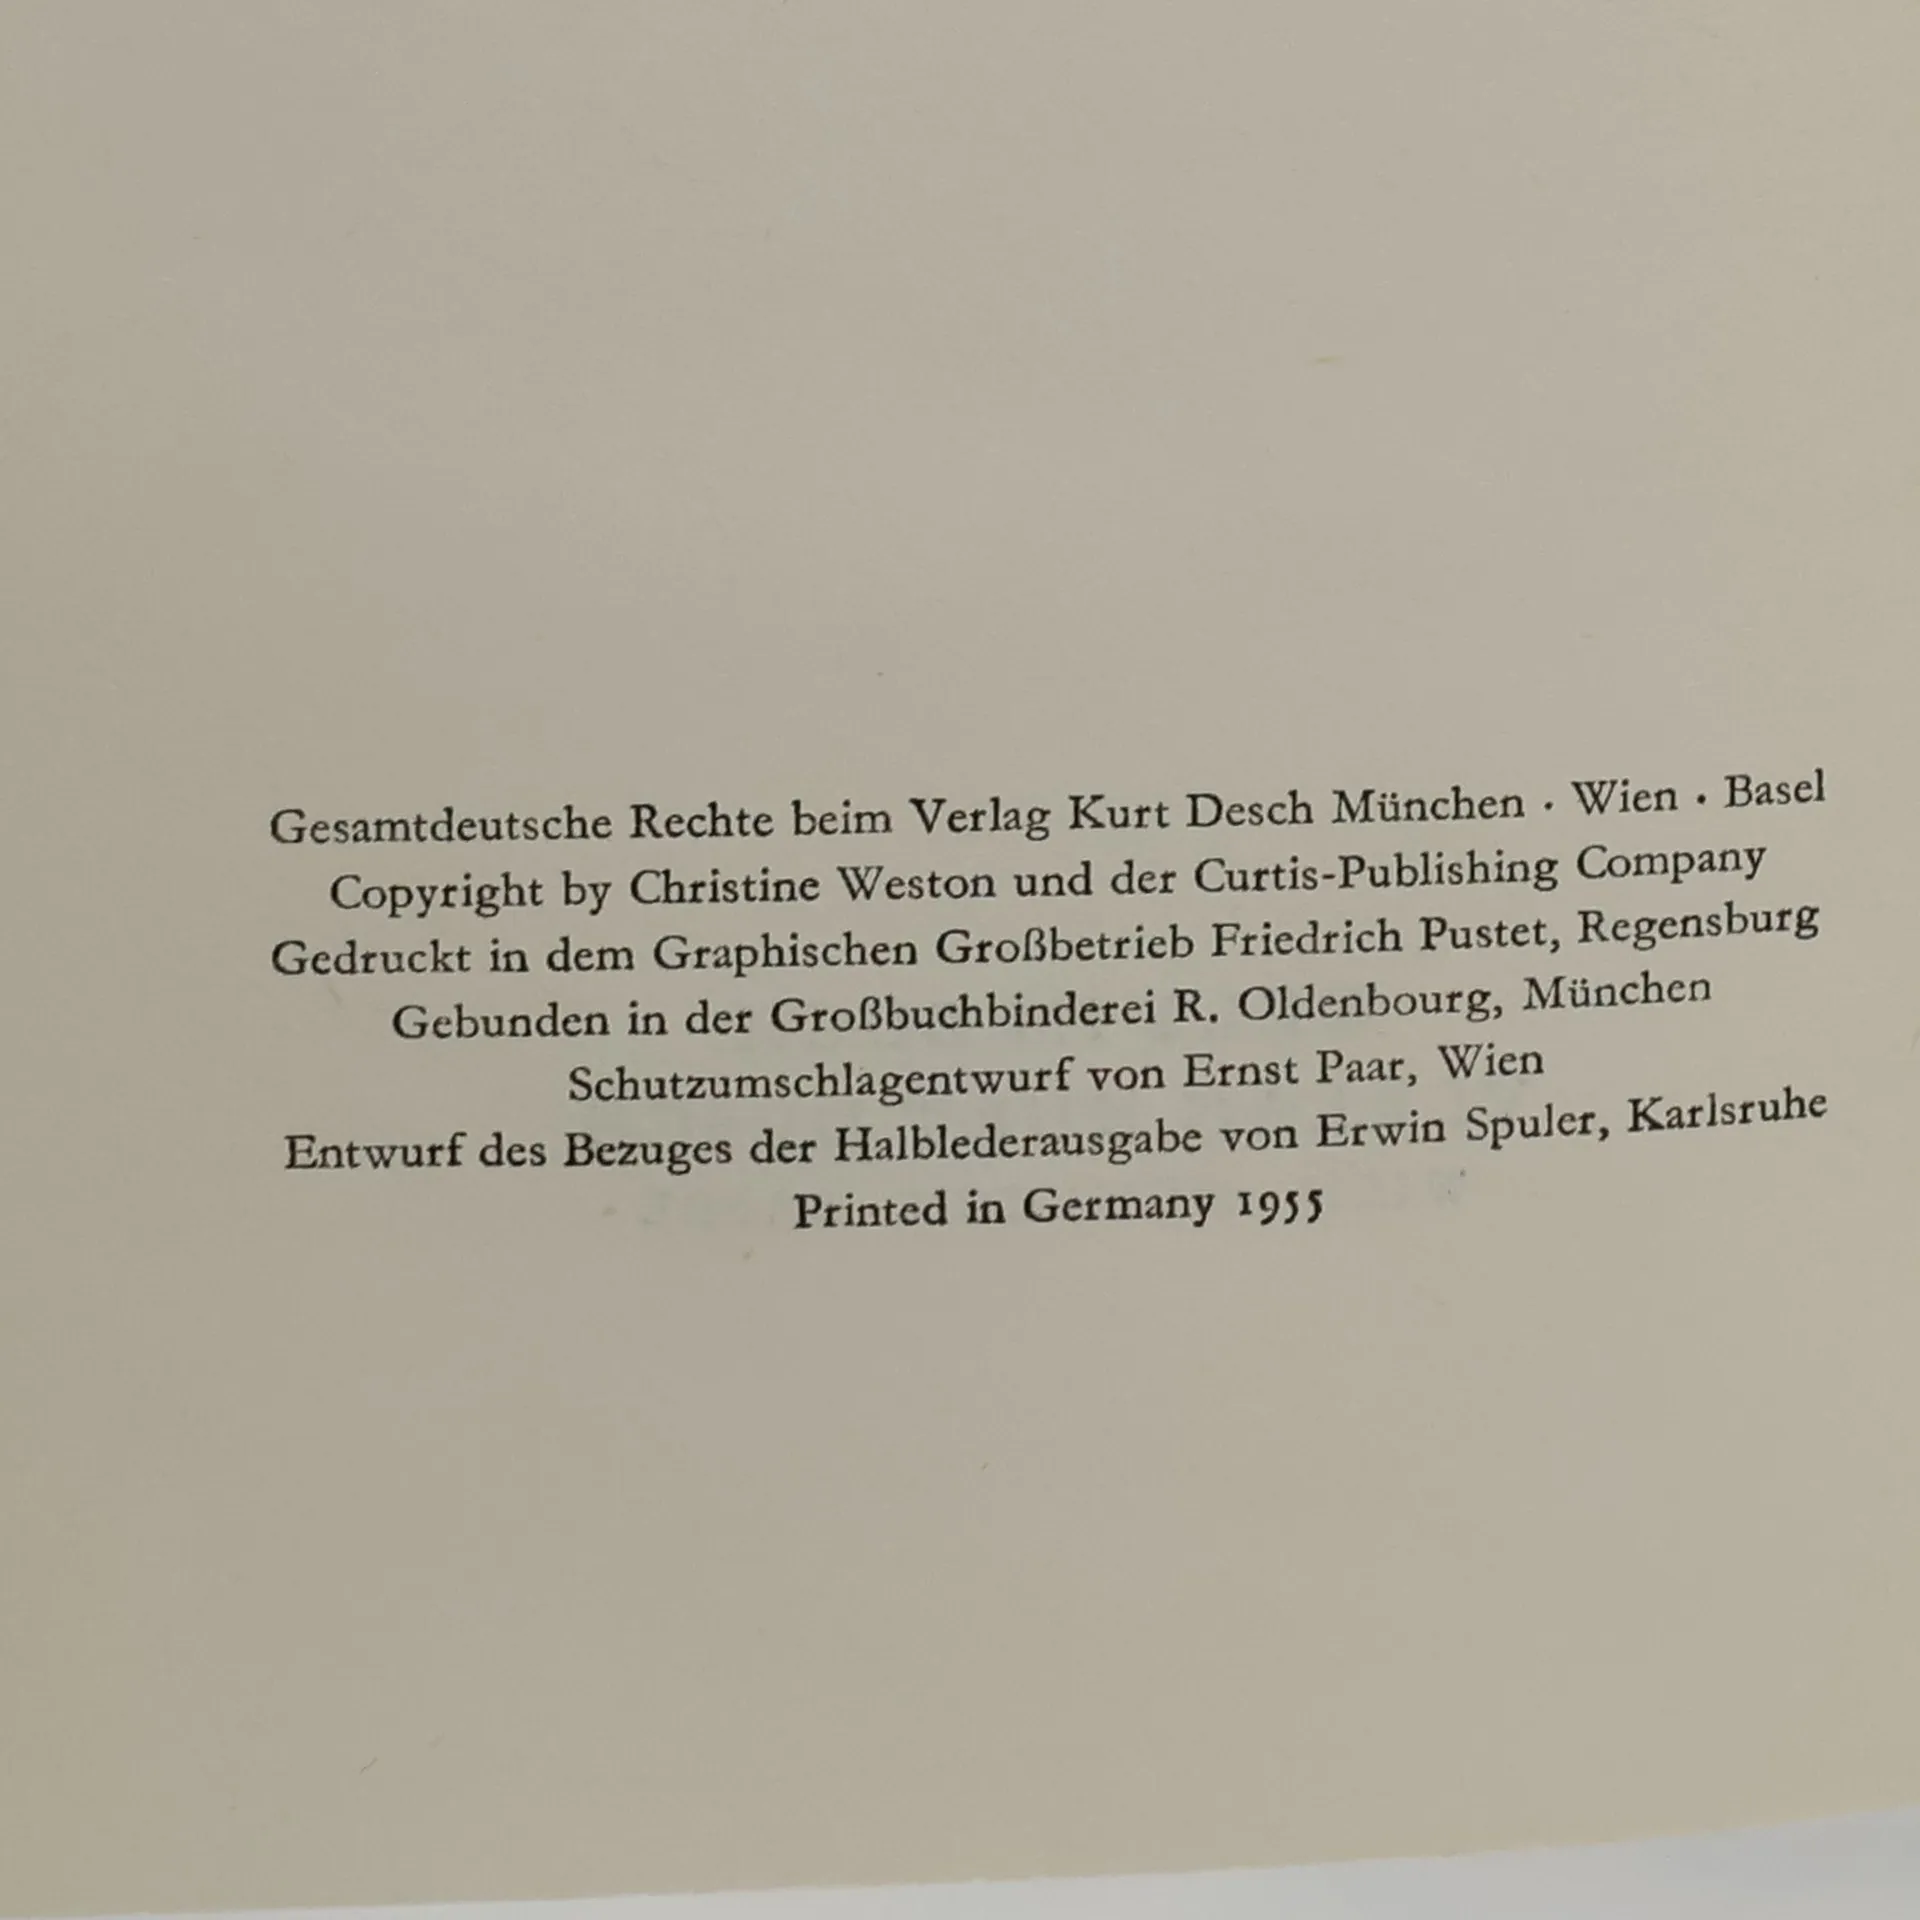 Gesamtdeutsche Rechte beim Verlag Kurt Desch München · Wien · Basel
Copyright by Christine Weston und der Curtis-Publishing Company
Gedruckt in dem Graphischen Großbetrieb Friedrich Pustet, Regensburg
Gebunden in der Großbuchbinderei R. Oldenbourg, München
Schutzumschlagentwurf von Ernst Paar, Wien
Entwurf des Bezuges der Halblederausgabe von Erwin Spuler, Karlsruhe
Printed in Germany 1955